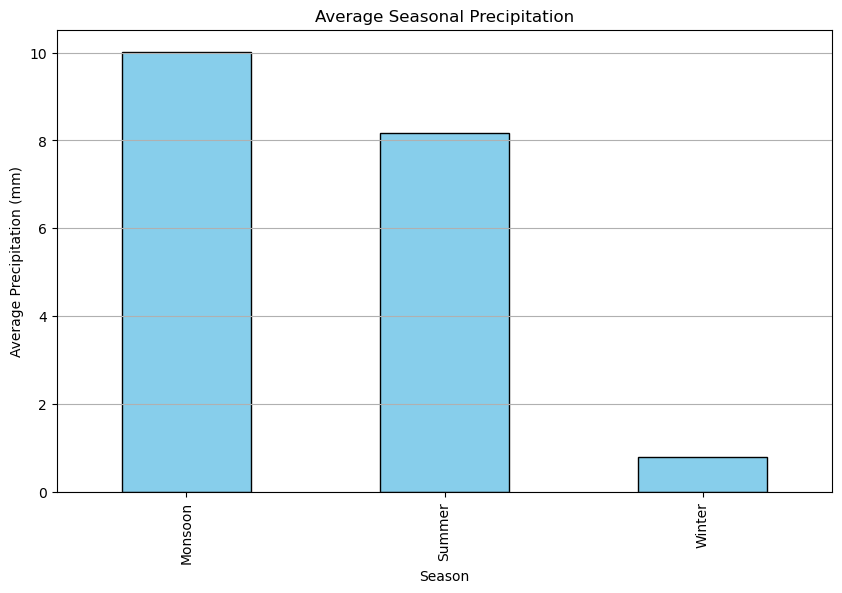 Average Seasonal Precipitation
Average Precipitation (mm)
10
8
6
4
2
0
Monsoon
Summer
Winter
Season